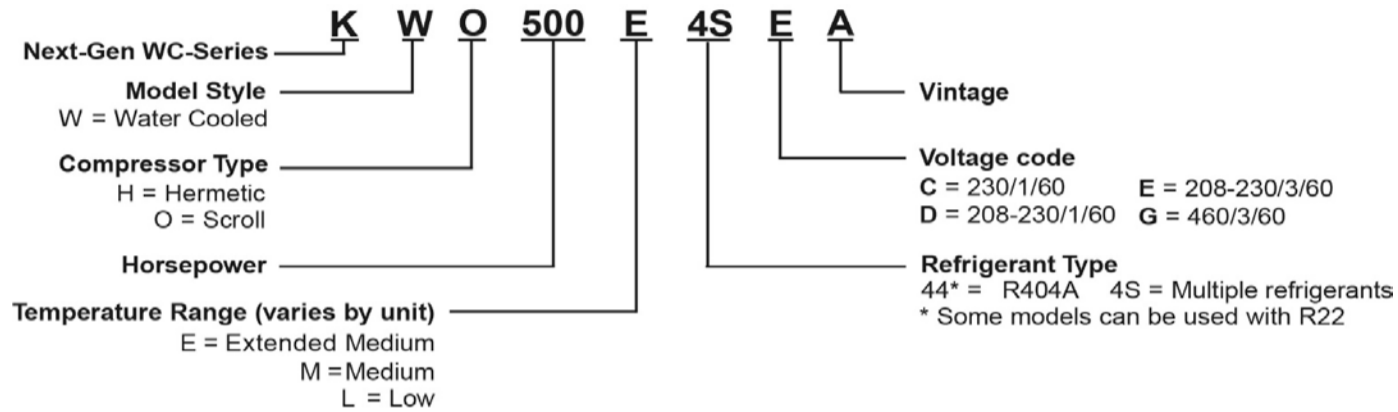 K W O 500 E 4S E A
Next-Gen WC-Series
Model Style
W = Water Cooled
Compressor Type
H = Hermetic
O = Scroll
Horsepower
Temperature Range (varies by unit)
E = Extended Medium
M = Medium
L = Low
Vintage
Voltage code
C = 230/1/60 E = 208-230/3/60
D = 208-230/1/60 G = 460/3/60
Refrigerant Type
44* = R404A 4S = Multiple refrigerants
* Some models can be used with R22